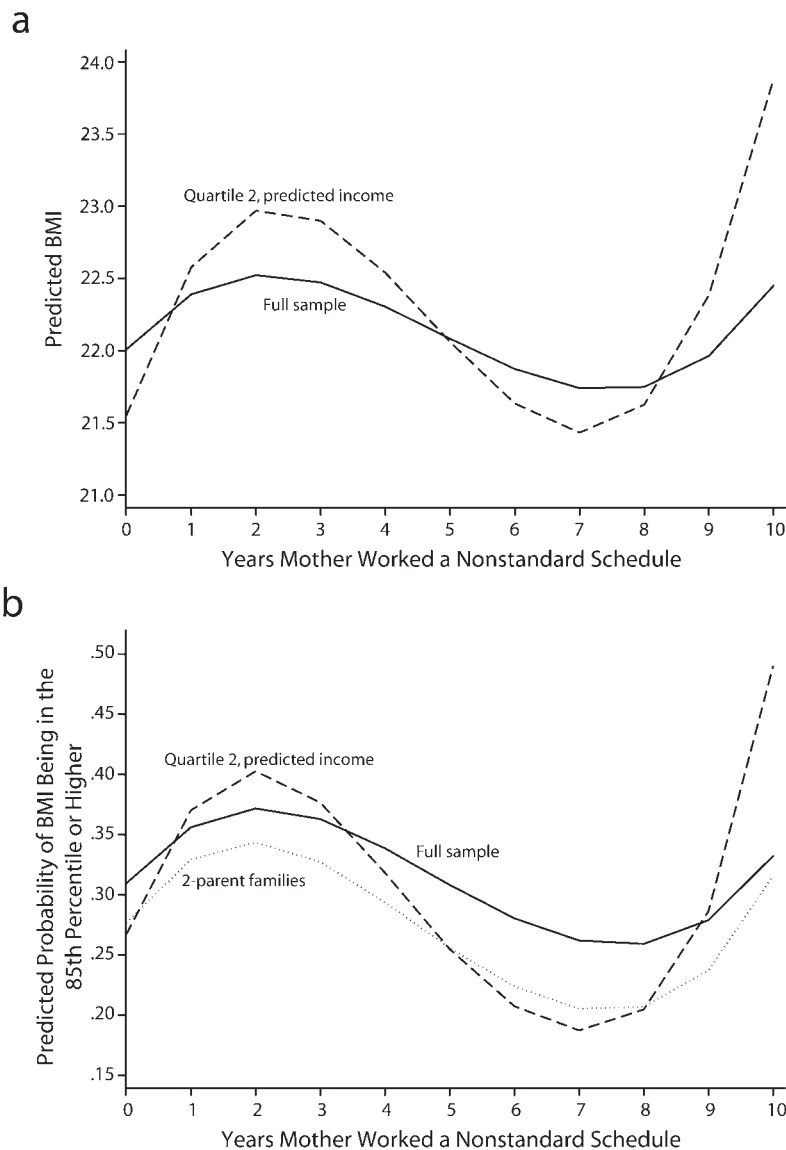 a
Predicted BMI
24.0
23.5
23.0
22.5
22.0
21.5
21.0
Quartile 2, predicted income
Full sample
0 1 2 3 4 5 6 7 8 9 10
Years Mother Worked a Nonstandard Schedule
b
Predicted Probability of BMI Being in the
85th Percentile or Higher
.50
.45
.40
.35
.30
.25
.20
.15
Quartile 2, predicted income
Full sample
2-parent families
0 1 2 3 4 5 6 7 8 9 10
Years Mother Worked a Nonstandard Schedule